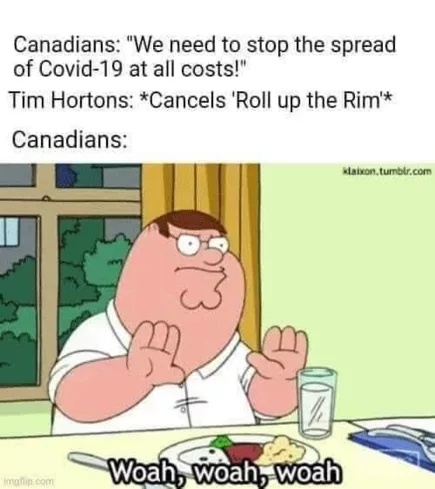 Canadians: "We need to stop the spread
of Covid-19 at all costs!"
Tim Hortons: *Cancels 'Roll up the Rim'*
Canadians:
klaixon.tumblr.com
Woah, woah, woah
imgflip.com